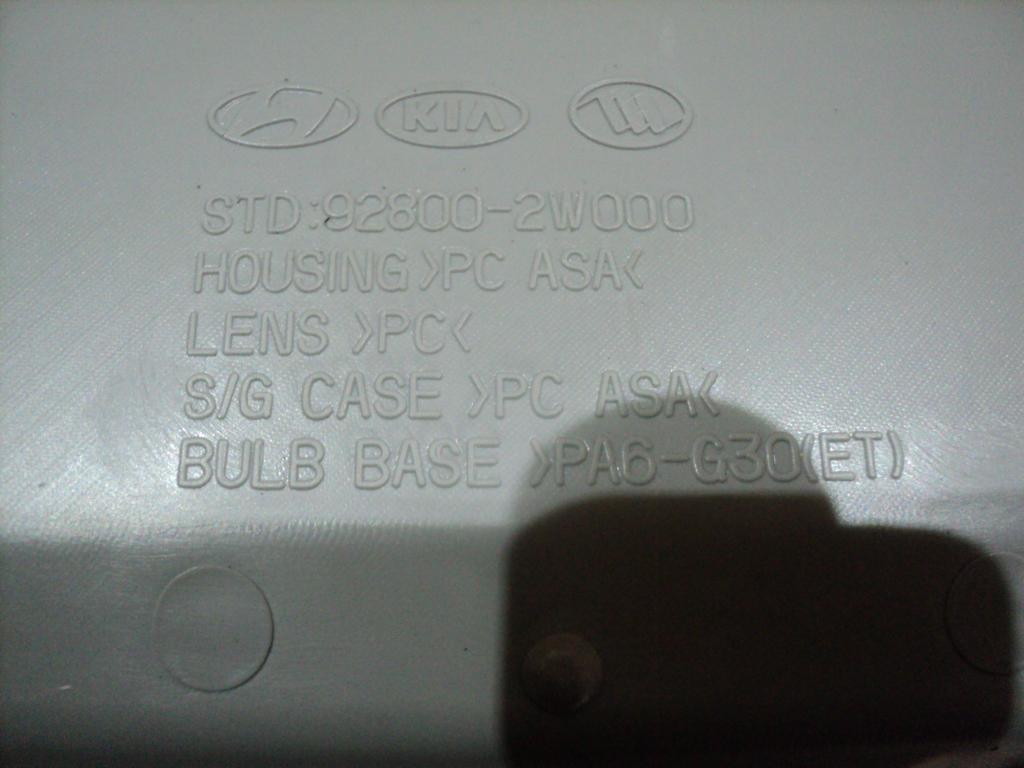 KIA
STD:92800-2W000
HOUSING >PC ASA<
LENS >PC<
S/G CASE >PC ASA<
BULB BASE >PA6-G30(ET)